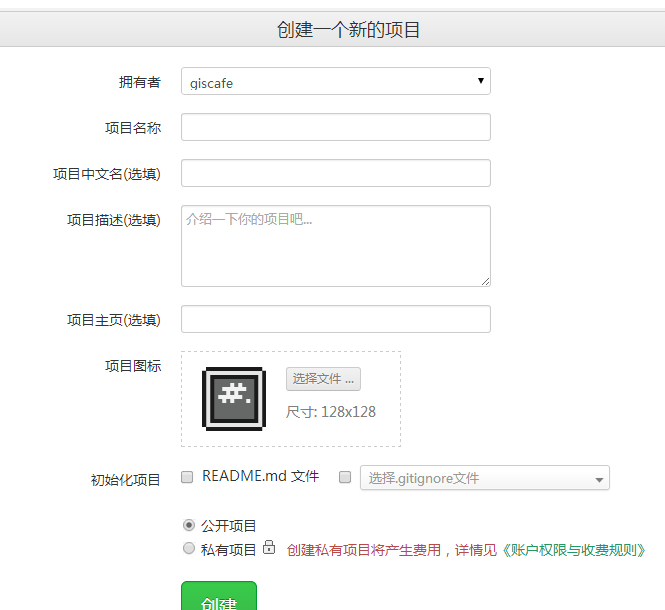 创建一个新的项目
拥有者 giscafe
项目名称
项目中文名(选填)
项目描述(选填) 介绍一下你的项目吧...
项目主页(选填)
项目图标 选择文件 ...
尺寸: 128x128
初始化项目 README.md 文件 选择.gitignore文件
公开项目
私有项目 创建私有项目将产生费用，详情见《账户权限与收费规则》
创建